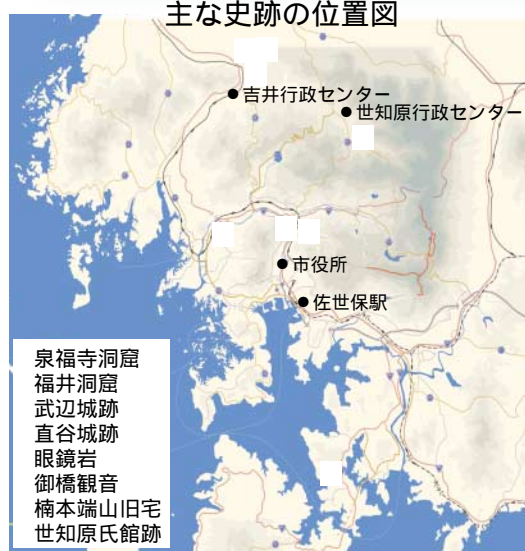 主な史跡の位置図
●吉井行政センター
●世知原行政センター
●市役所
●佐世保駅
泉福寺洞窟
福井洞窟
武辺城跡
直谷城跡
眼鏡岩
御橋観音
楠本端山旧宅
世知原氏館跡